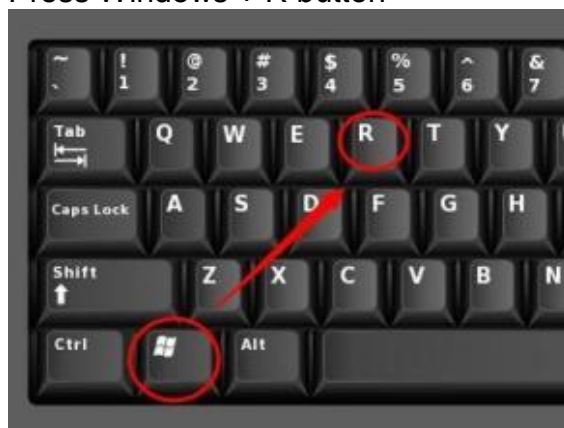 Press Windows + R button
~ ! @ # $ % ^ &
` 1 2 3 4 5 6 7
Tab Q W E R T Y
Caps Lock A S D F G H
Shift Z X C V B N
Ctrl Alt